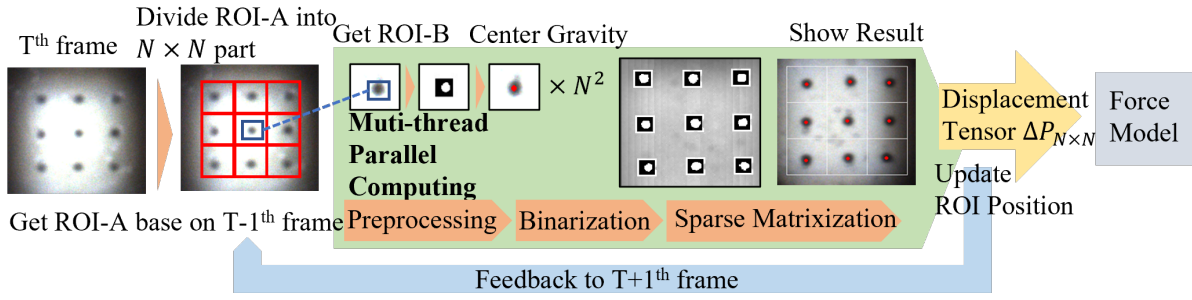 Tᵗʰ frame
Divide ROI-A into
N × N part
Get ROI-A base on T-1ᵗʰ frame
Get ROI-B
Center Gravity
× N²
Muti-thread
Parallel
Computing
Show Result
Preprocessing
Binarization
Sparse Matrixization
Displacement
Tensor ΔP_{N×N}
Force
Model
Update
ROI Position
Feedback to T+1ᵗʰ frame